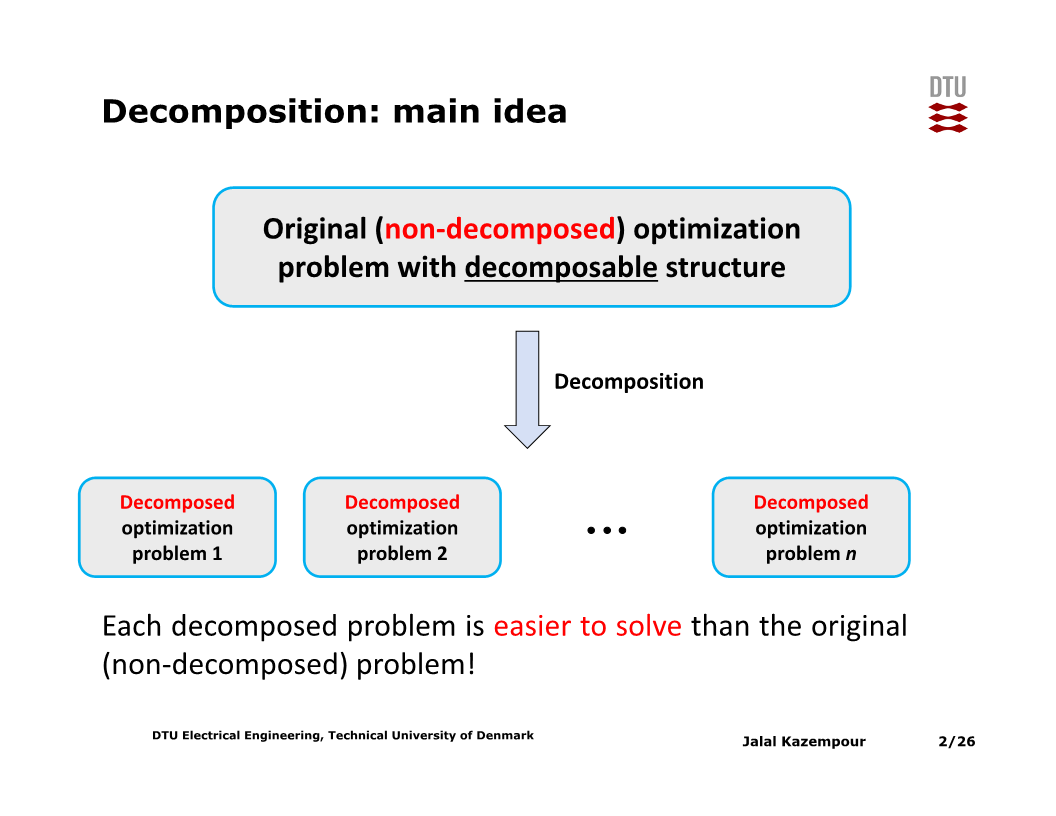 DTU
Decomposition: main idea
Original (non-decomposed) optimization
problem with decomposable structure
Decomposition
Decomposed
optimization
problem 1
Decomposed
optimization
problem 2
...
Decomposed
optimization
problem n
Each decomposed problem is easier to solve than the original
(non-decomposed) problem!
DTU Electrical Engineering, Technical University of Denmark
Jalal Kazempour
2/26